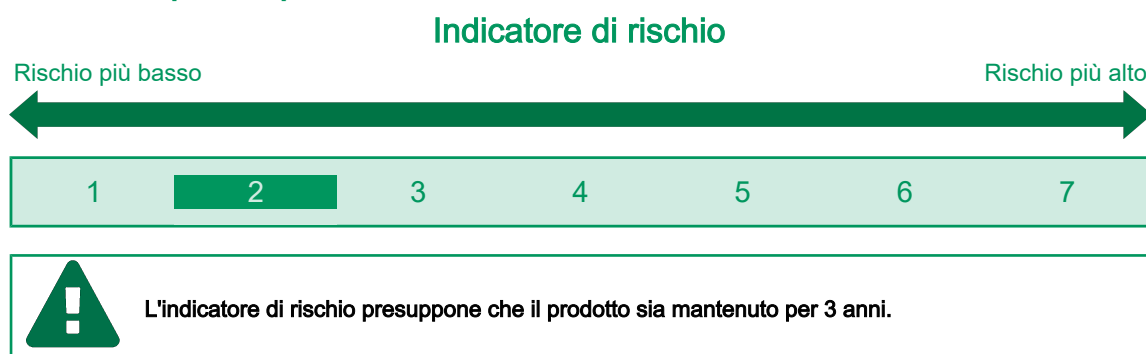 Indicatore di rischio
Rischio più basso
Rischio più alto
1 2 3 4 5 6 7
L'indicatore di rischio presuppone che il prodotto sia mantenuto per 3 anni.